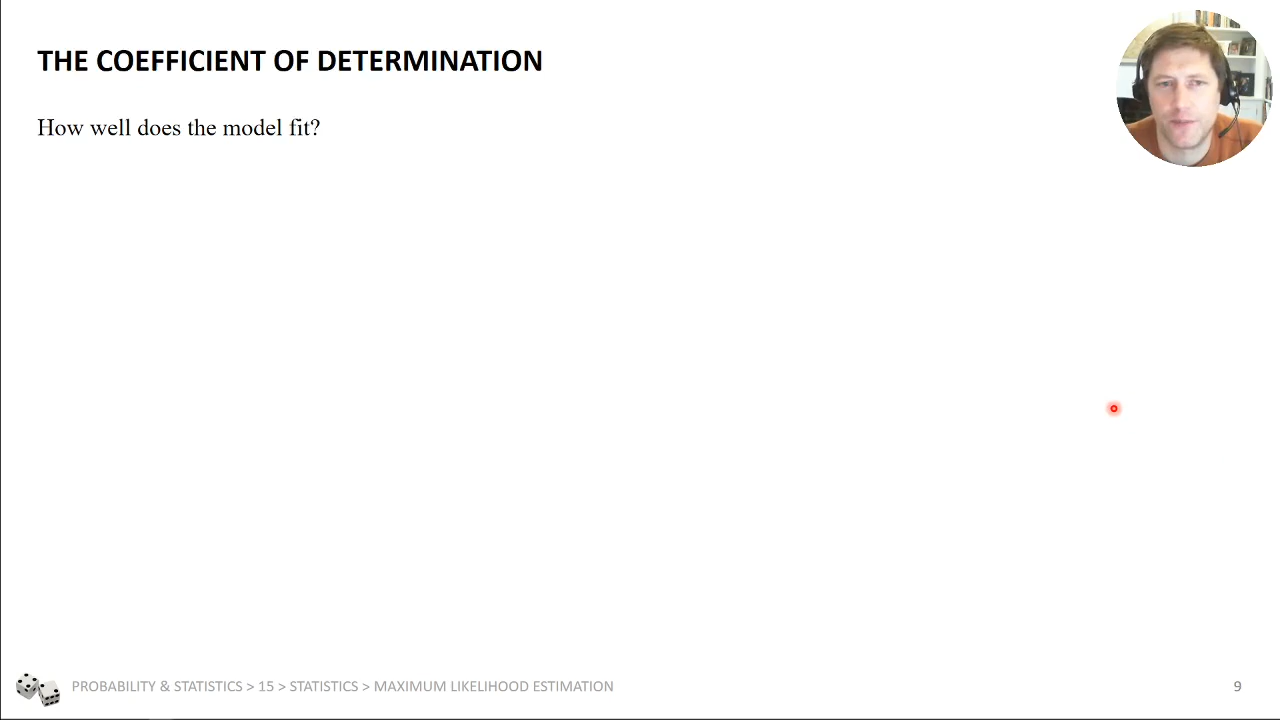 THE COEFFICIENT OF DETERMINATION
How well does the model fit?
PROBABILITY & STATISTICS > 15 > STATISTICS > MAXIMUM LIKELIHOOD ESTIMATION
9